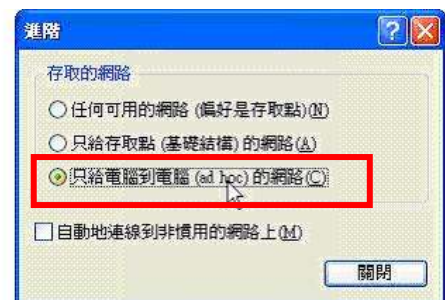 進階
存取的網路
任何可用的網路 (偏好是存取點)(N)
只給存取點 (基礎結構) 的網路(A)
只給電腦到電腦 (ad hoc) 的網路(C)
自動地連線到非慣用的網路上(M)
關閉